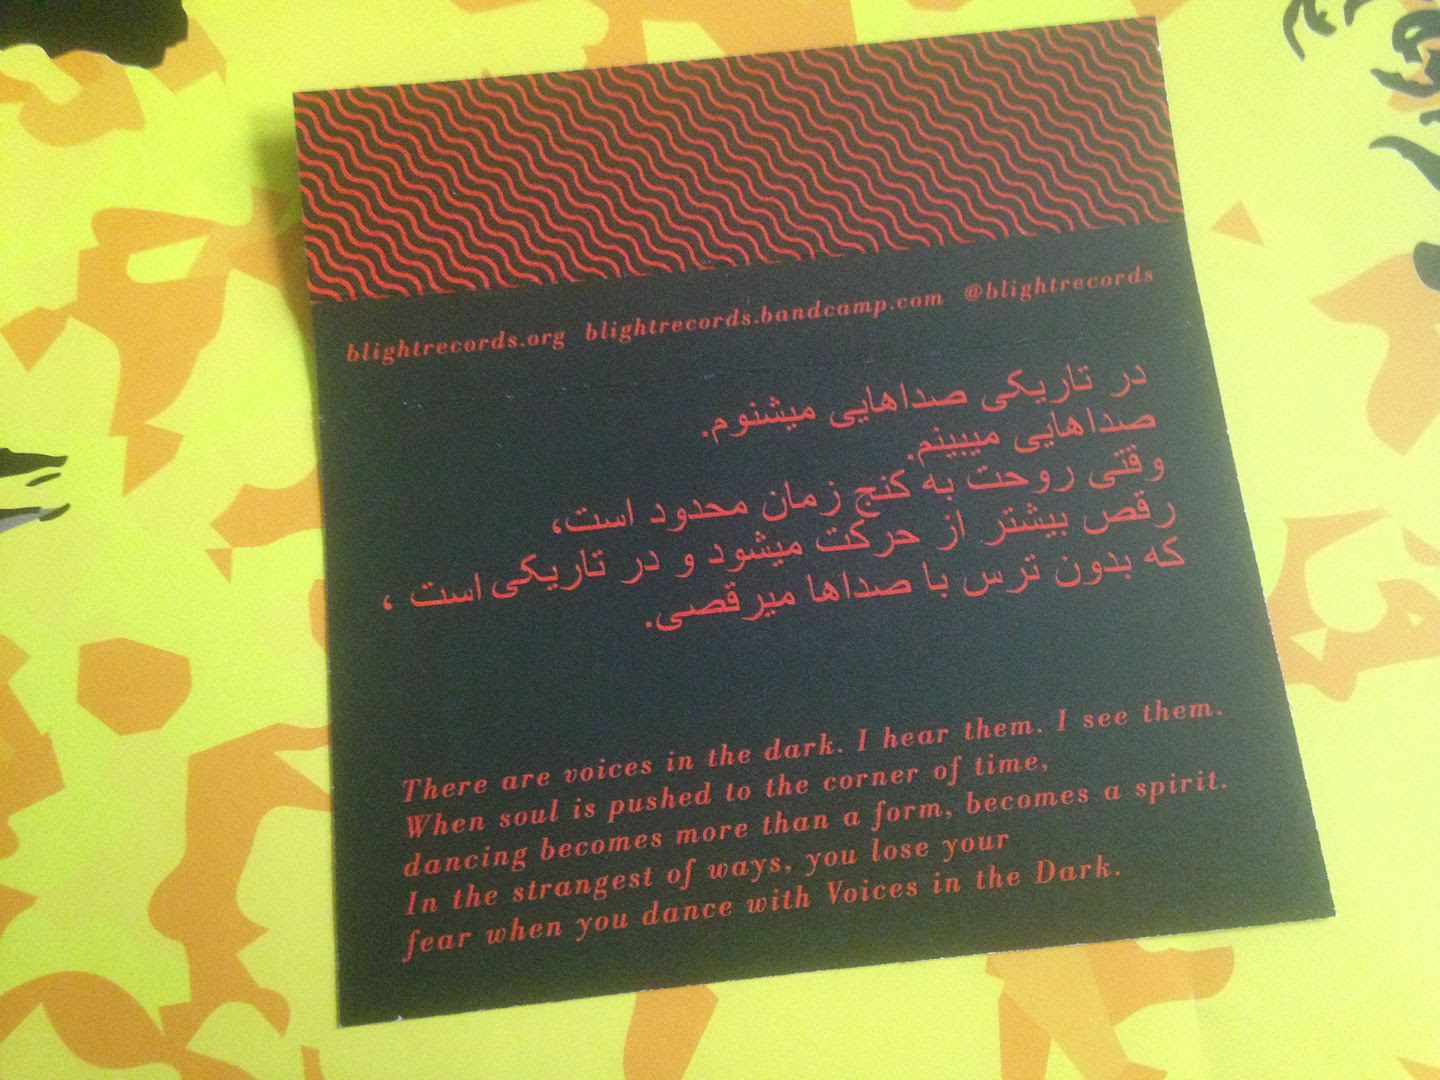 blightrecords.org blightrecords.bandcamp.com @blightrecords
در تاریکی صداهایی میشنوم.
صداهایی میبینم.
وقتی روحت به کنج زمان محدود است،
رقص بیشتر از حرکت میشود و در تاریکی است ،
که بدون ترس با صداها میرقصی.
There are voices in the dark. I hear them. I see them.
When soul is pushed to the corner of time,
dancing becomes more than a form, becomes a spirit.
In the strangest of ways, you lose your
fear when you dance with Voices in the Dark.